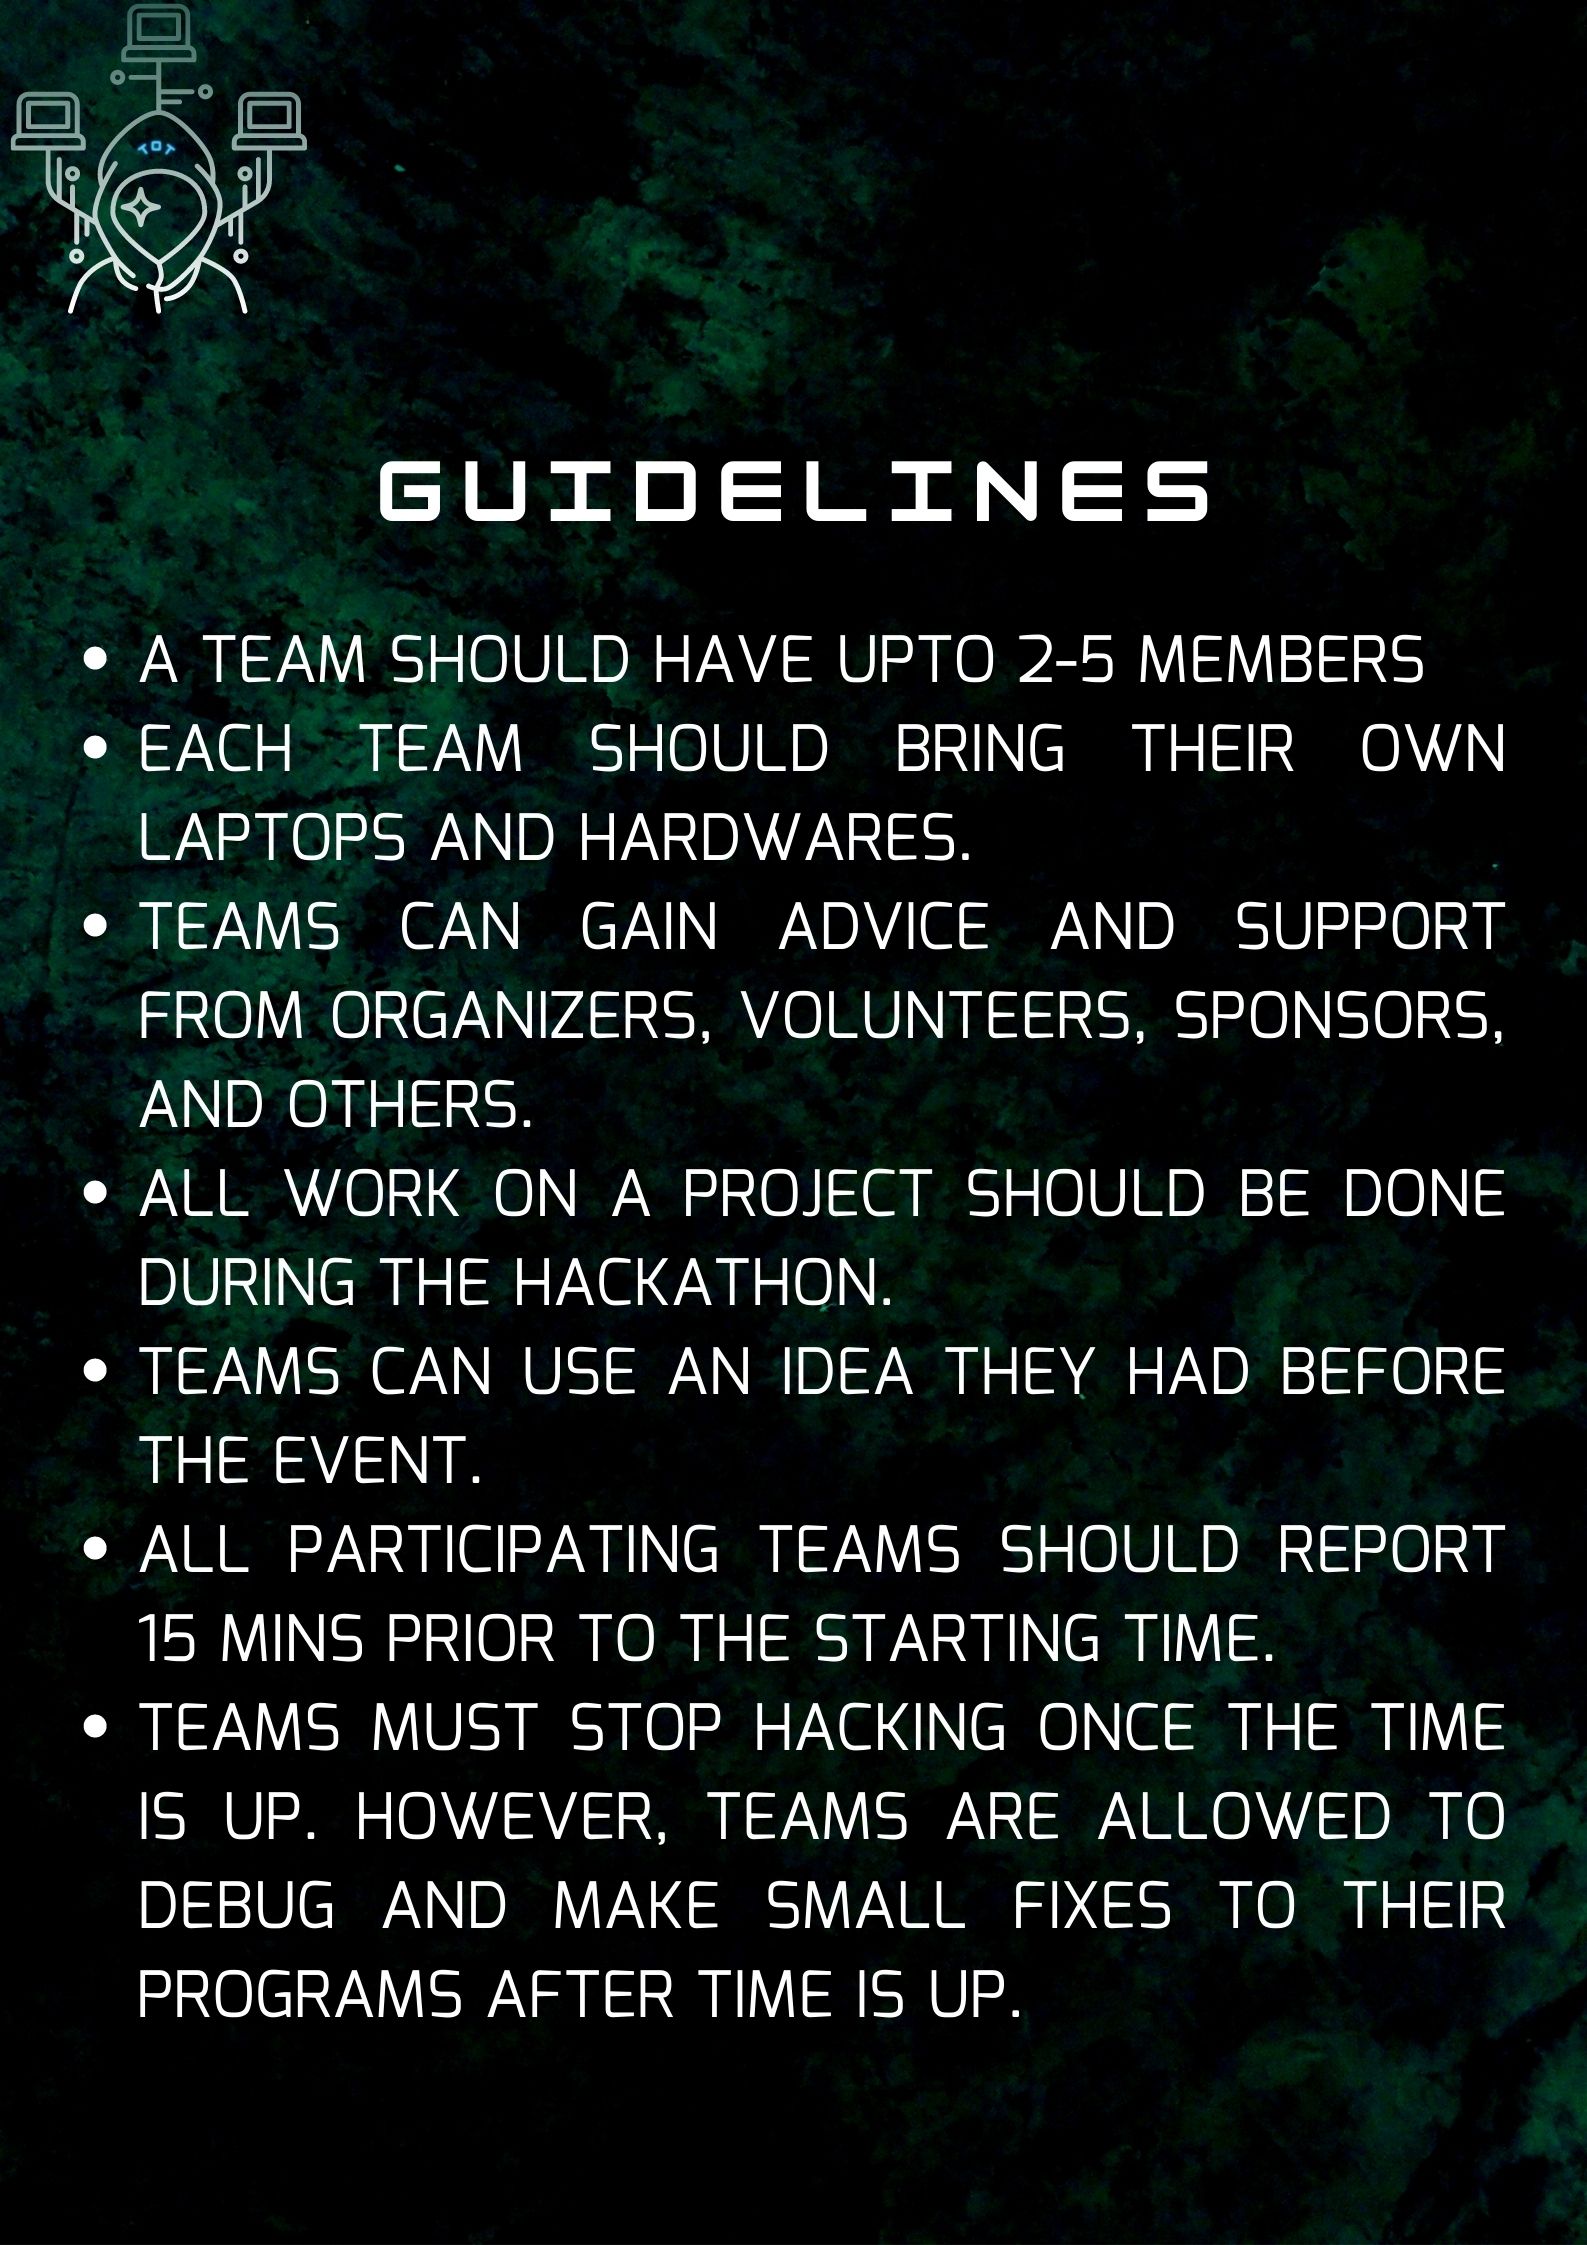 TOT
GUIDELINES
• A TEAM SHOULD HAVE UPTO 2-5 MEMBERS
• EACH TEAM SHOULD BRING THEIR OWN
LAPTOPS AND HARDWARES.
• TEAMS CAN GAIN ADVICE AND SUPPORT
FROM ORGANIZERS, VOLUNTEERS, SPONSORS,
AND OTHERS.
• ALL WORK ON A PROJECT SHOULD BE DONE
DURING THE HACKATHON.
• TEAMS CAN USE AN IDEA THEY HAD BEFORE
THE EVENT.
• ALL PARTICIPATING TEAMS SHOULD REPORT
15 MINS PRIOR TO THE STARTING TIME.
• TEAMS MUST STOP HACKING ONCE THE TIME
IS UP. HOWEVER, TEAMS ARE ALLOWED TO
DEBUG AND MAKE SMALL FIXES TO THEIR
PROGRAMS AFTER TIME IS UP.